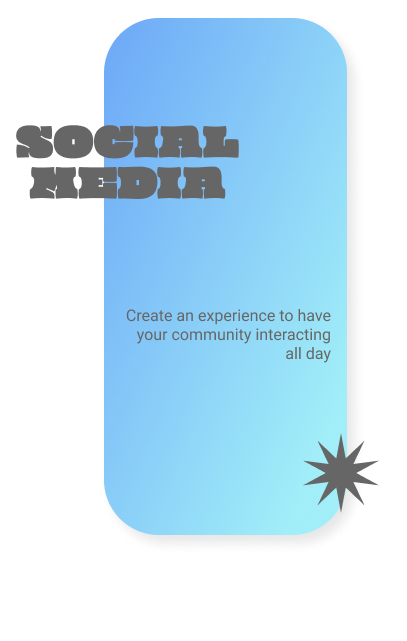 SOCIAL
MEDIA
Create an experience to have
your community interacting
all day